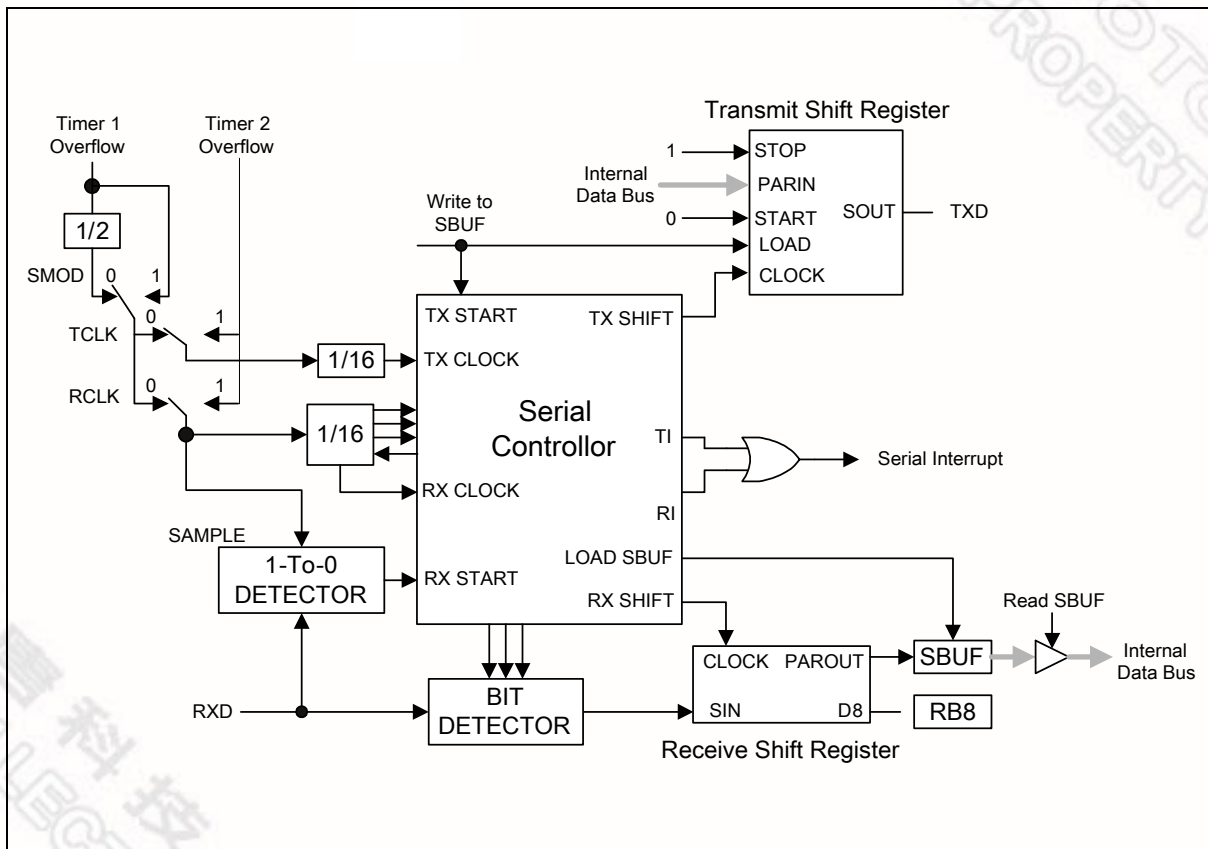 Timer 1
Overflow
Timer 2
Overflow
1/2
SMOD
0
1
TCLK
0
1
RCLK
0
1
1/16
1/16
SAMPLE
1-To-0
DETECTOR
RXD
Write to
SBUF
TX START
TX CLOCK
RX CLOCK
RX START
Serial
Controllor
TX SHIFT
TI
RI
LOAD SBUF
RX SHIFT
BIT
DETECTOR
Transmit Shift Register
1
Internal
Data Bus
0
STOP
PARIN
START
LOAD
CLOCK
SOUT
TXD
Serial Interrupt
CLOCK
PAROUT
SIN
D8
Receive Shift Register
SBUF
RB8
Read SBUF
Internal
Data Bus
PROPERTY
科技